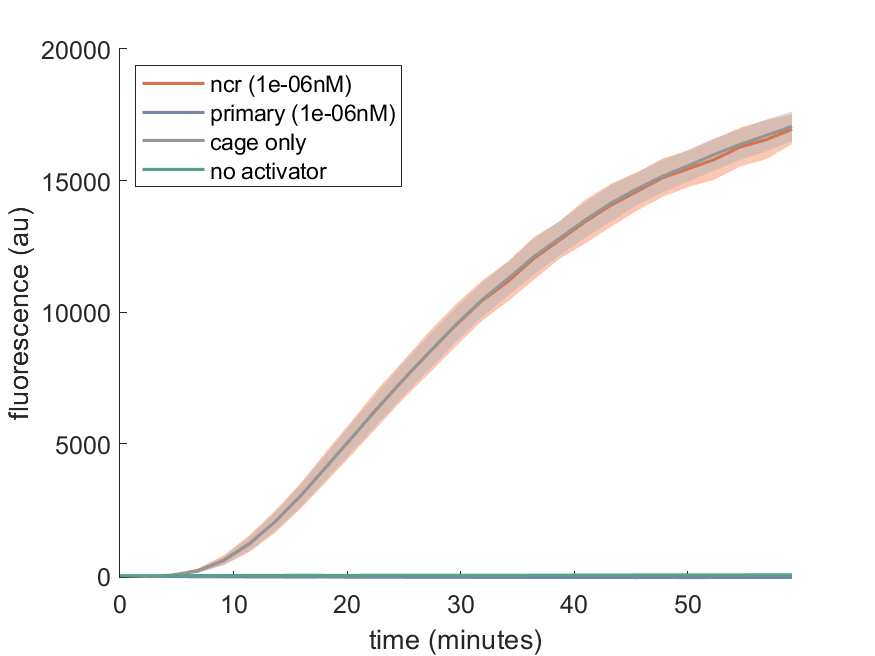 20000
15000
10000
5000
0
fluorescence (au)
ncr (1e-06nM)
primary (1e-06nM)
cage only
no activator
0 10 20 30 40 50
time (minutes)